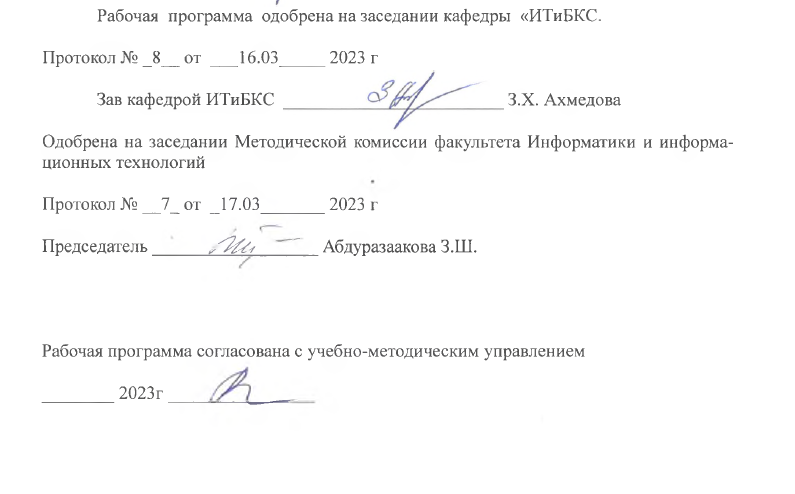 Рабочая программа одобрена на заседании кафедры «ИТиБКС.
Протокол № _8__ от ___16.03_____ 2023 г
Зав кафедрой ИТиБКС _________________________ З.Х. Ахмедова
Одобрена на заседании Методической комиссии факультета Информатики и информа-
ционных технологий
Протокол № __7_ от _17.03_______ 2023 г
Председатель ___________________ Абдуразаакова З.Ш.
Рабочая программа согласована с учебно-методическим управлением
________ 2023г ________________